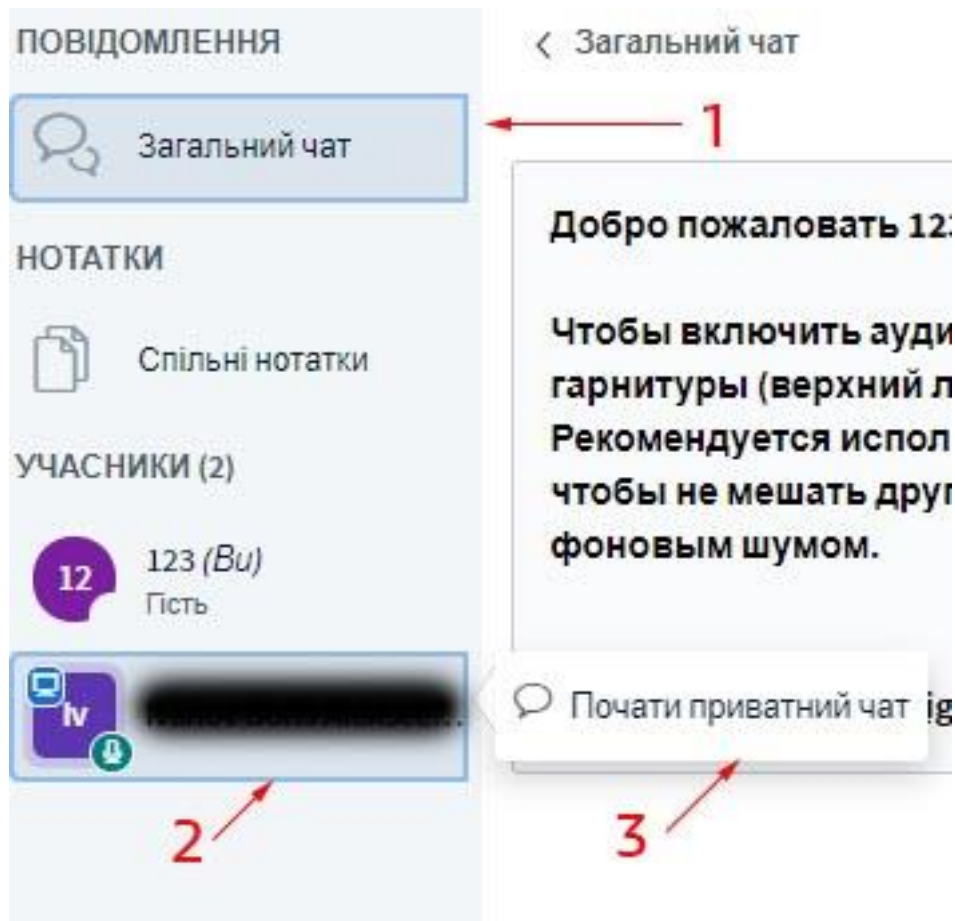 ПОВІДОМЛЕННЯ
Загальний чат
НОТАТКИ
Спільні нотатки
УЧАСНИКИ (2)
12
123 (Ви)
Гість
lv
2
Загальний чат
1
Добро пожаловать 123
Чтобы включить ауди
гарнитуры (верхний л
Рекомендуется испол
чтобы не мешать друг
фоновым шумом.
Почати приватний чат
3